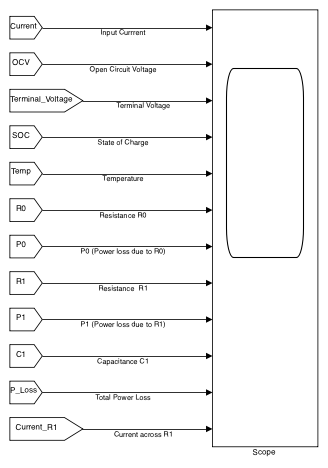 Current
Input Currrent
OCV
Open Circuit Voltage
Terminal_Voltage
Terminal Voltage
SOC
State of Charge
Temp
Temperature
R0
Resistance R0
P0
P0 (Power loss due to R0)
R1
Resistance R1
P1
P1 (Power loss due to R1)
C1
Capacitance C1
P_Loss
Total Power Loss
Current_R1
Current across R1
Scope